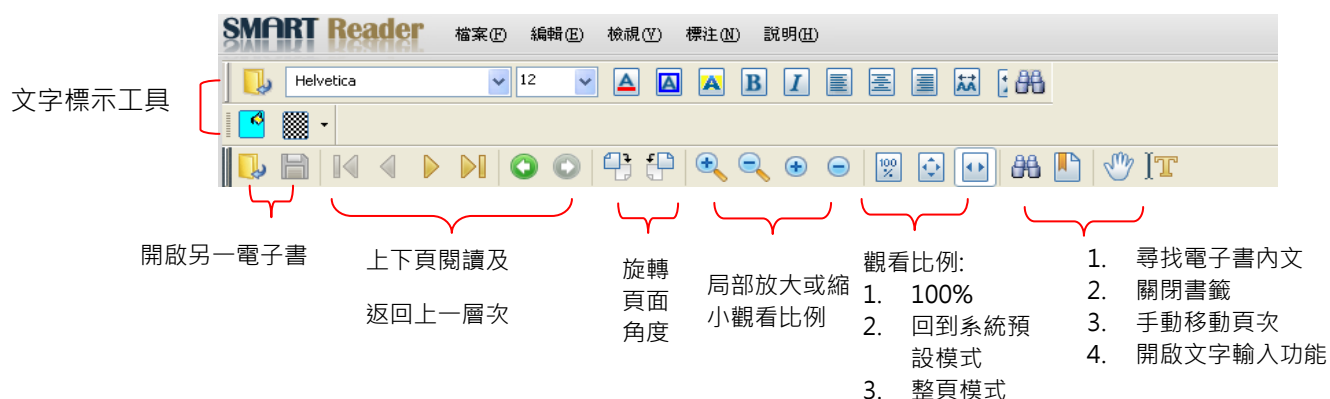 SMART Reader 檔案(F) 編輯(E) 檢視(V) 標注(N) 說明(H)
Helvetica 12
文字標示工具
100%
開啟另一電子書
上下頁閱讀及
返回上一層次
旋轉
頁面
角度
局部放大或縮
小觀看比例
觀看比例:
1. 100%
2. 回到系統預
設模式
3. 整頁模式
1. 尋找電子書內文
2. 關閉書籤
3. 手動移動頁次
4. 開啟文字輸入功能